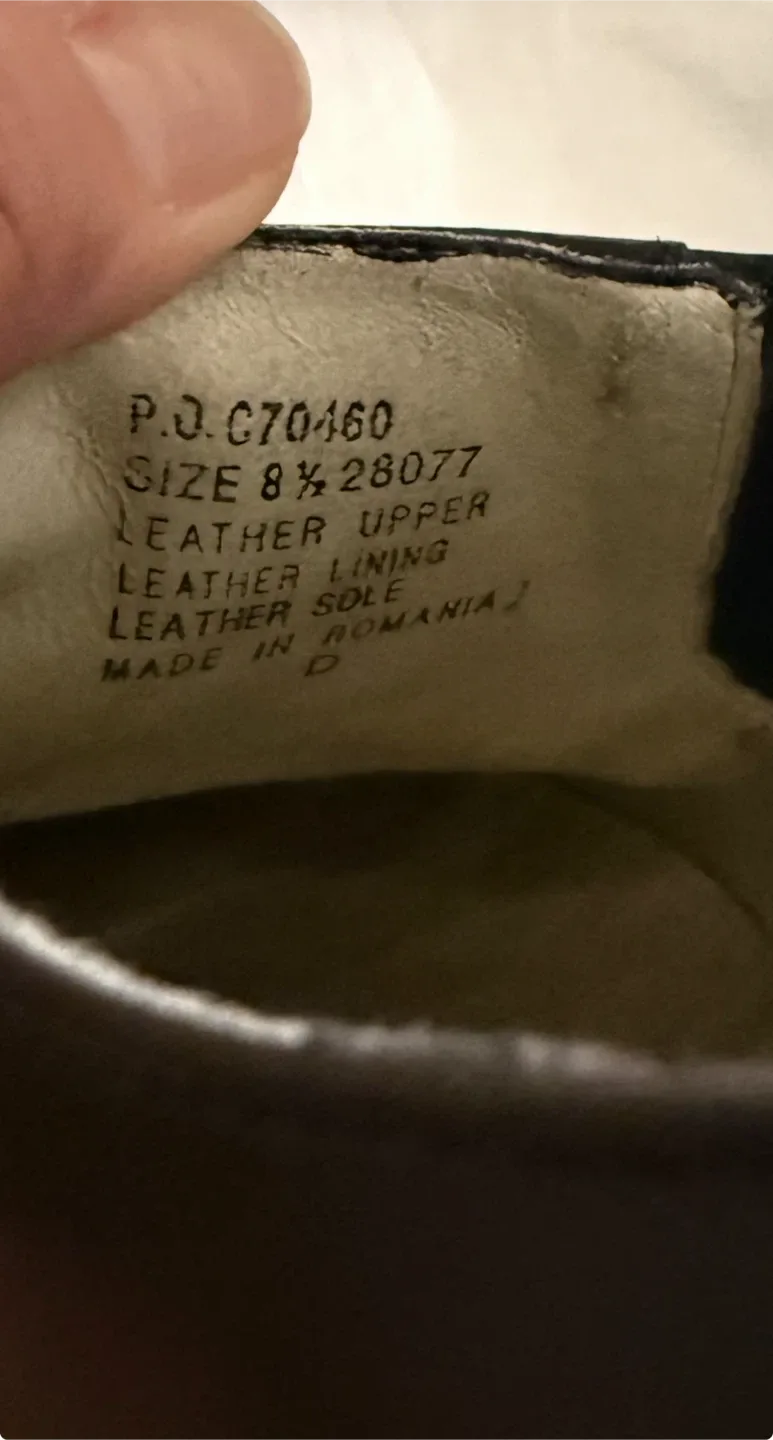 P.O. C70460
SIZE 8½ 28077
LEATHER UPPER
LEATHER LINING
LEATHER SOLE
MADE IN ROMANIA
D